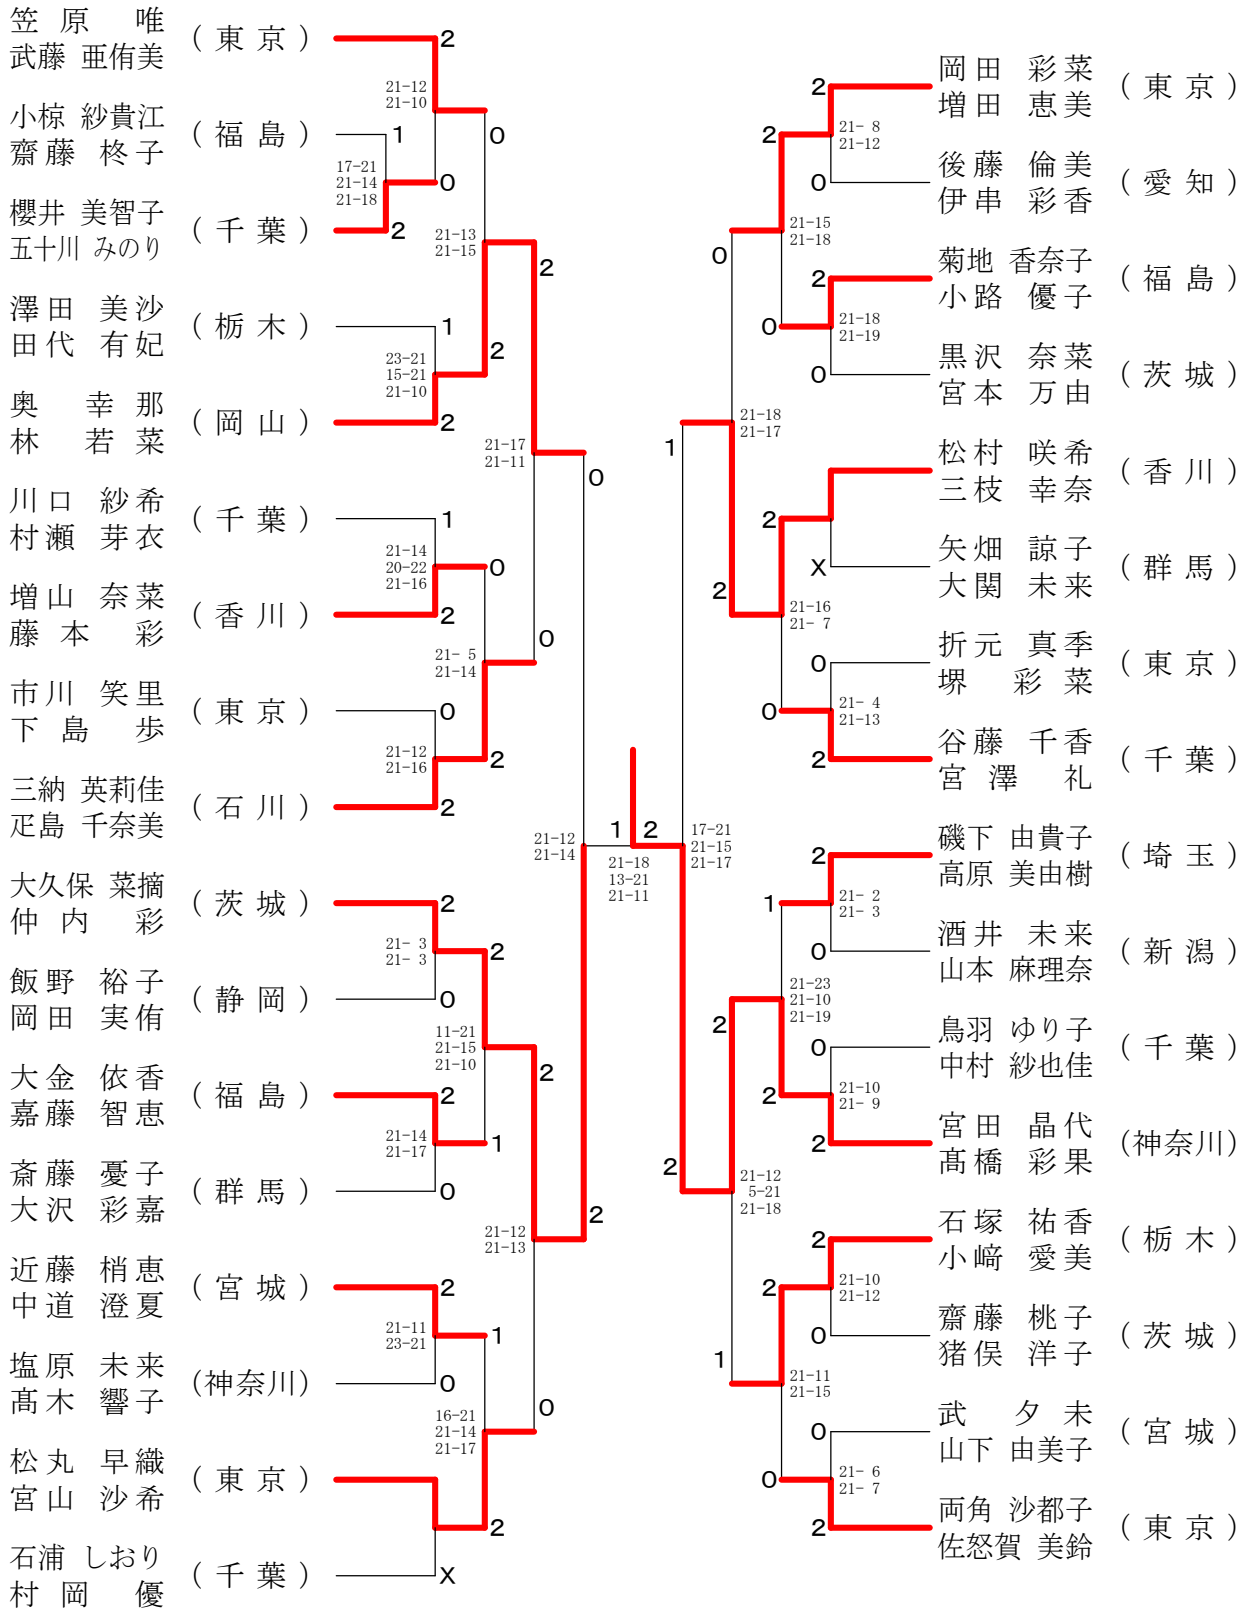 笠原 唯
武藤 亜侑美
(東京)
2
21-12
21-10
小椋 紗貴江
齋藤 柊子
(福島)
1
0
17-21
21-14
21-18
0
櫻井 美智子
五十川 みのり
(千葉)
2
21-13
21-15
2
澤田 美沙
田代 有妃
(栃木)
1
23-21
15-21
21-10
2
奥 幸那
林 若菜
(岡山)
2
21-17
21-11
0
川口 紗希
村瀬 芽衣
(千葉)
1
21-14
20-22
21-16
0
増山 奈菜
藤本 彩
(香川)
2
21- 5
21-14
0
市川 笑里
下島 歩
(東京)
0
21-12
21-16
2
三納 英莉佳
疋島 千奈美
(石川)
2
21-12
21-14
1
2
21-18
13-21
21-11
大久保 菜摘
仲内 彩
(茨城)
2
21- 3
21- 3
2
飯野 裕子
岡田 実侑
(静岡)
0
11-21
21-15
21-10
2
大金 依香
嘉藤 智恵
(福島)
2
21-14
21-17
1
斎藤 憂子
大沢 彩嘉
(群馬)
0
21-12
21-13
2
近藤 梢恵
中道 澄夏
(宮城)
2
21-11
23-21
1
塩原 未来
髙木 響子
(神奈川)
0
16-21
21-14
21-17
0
松丸 早織
宮山 沙希
(東京)
2
石浦 しおり
村岡 優
(千葉)
X
岡田 彩菜
増田 恵美
(東京)
2
2
21- 8
21-12
後藤 倫美
伊串 彩香
(愛知)
0
21-15
21-18
0
菊地 香奈子
小路 優子
(福島)
2
0
21-18
21-19
黒沢 奈菜
宮本 万由
(茨城)
0
21-18
21-17
1
松村 咲希
三枝 幸奈
(香川)
2
矢畑 諒子
大関 未来
(群馬)
X
2
21-16
21- 7
折元 真季
堺 彩菜
(東京)
0
0
21- 4
21-13
谷藤 千香
宮澤 礼
(千葉)
2
17-21
21-15
21-17
磯下 由貴子
高原 美由樹
(埼玉)
2
1
21- 2
21- 3
酒井 未来
山本 麻理奈
(新潟)
0
21-23
21-10
21-19
2
鳥羽 ゆり子
中村 紗也佳
(千葉)
0
2
21-10
21- 9
宮田 晶代
髙橋 彩果
(神奈川)
2
2
21-12
5-21
21-18
石塚 祐香
小﨑 愛美
(栃木)
2
2
21-10
21-12
齋藤 桃子
猪俣 洋子
(茨城)
0
1
21-11
21-15
武 夕未
山下 由美子
(宮城)
0
0
21- 6
21- 7
両角 沙都子
佐怒賀 美鈴
(東京)
2